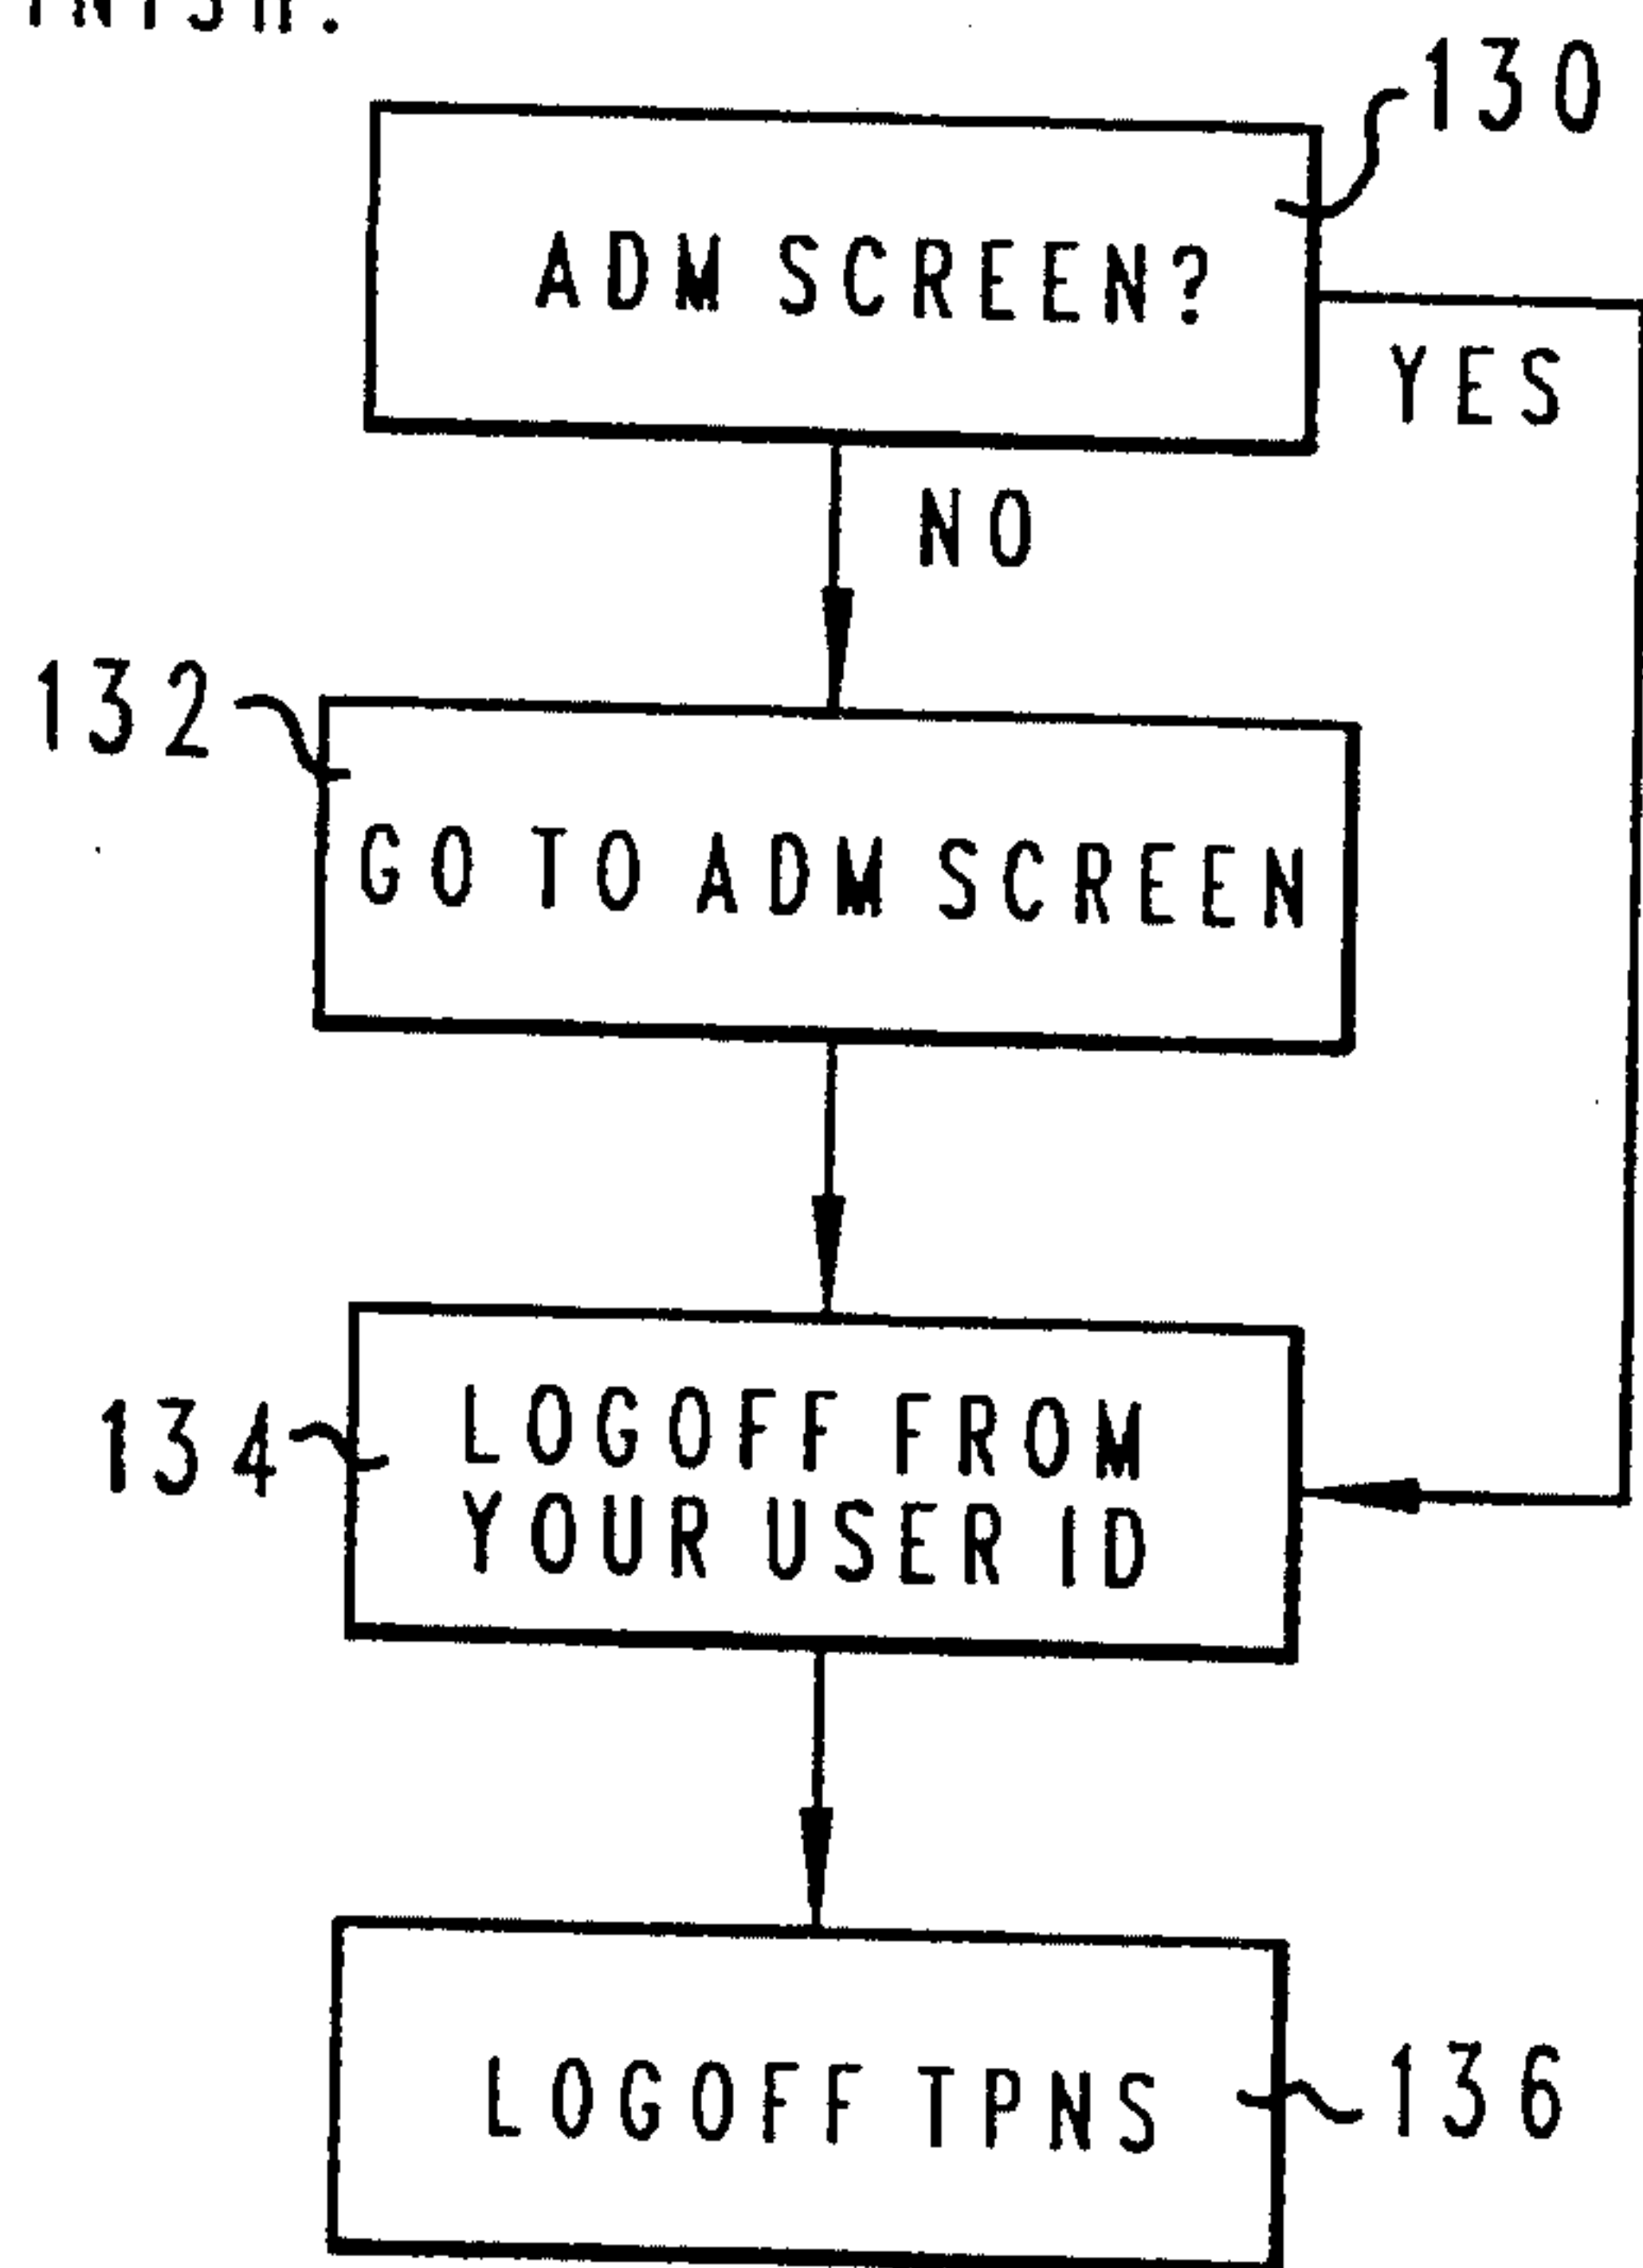 130
ADM SCREEN?
YES
NO
132
GO TO ADM SCREEN
134
LOGOFF FROM
YOUR USER ID
LOGOFF TPNS
136